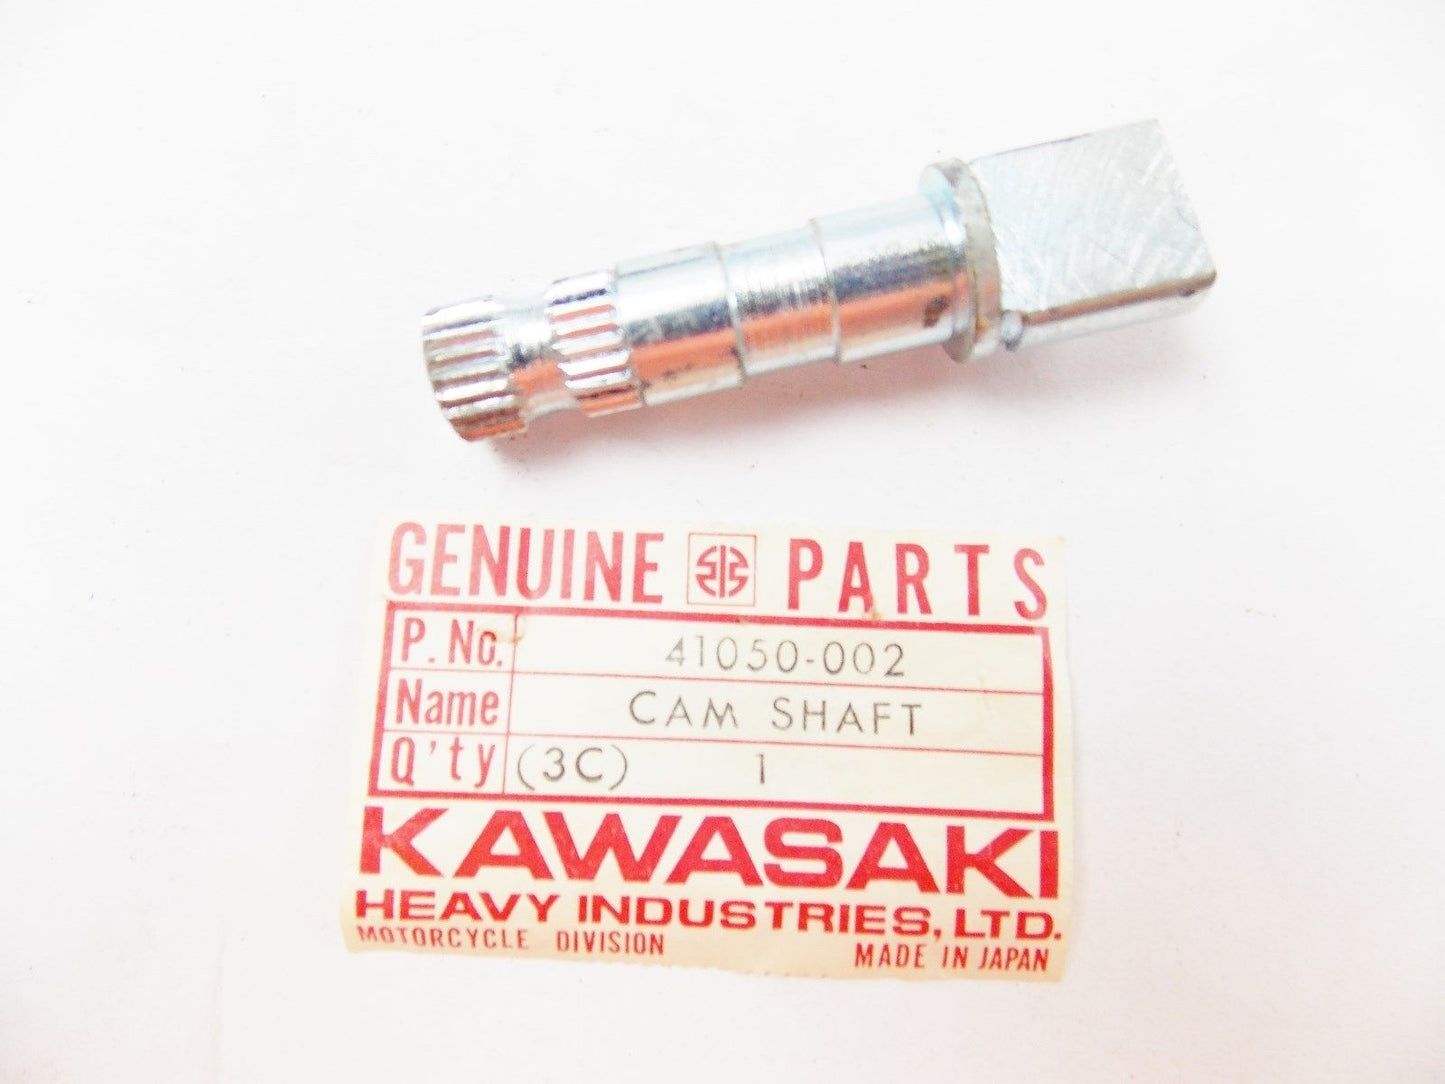 GENUINE PARTS
P. No. 41050-002
Name CAM SHAFT
Q'ty (3C) 1
KAWASAKI
HEAVY INDUSTRIES, LTD.
MOTORCYCLE DIVISION MADE IN JAPAN